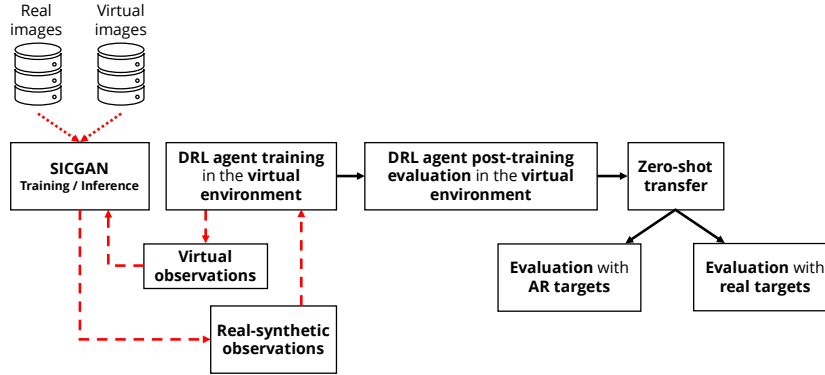 Real
images
Virtual
images
SICGAN
Training / Inference
DRL agent training
in the virtual
environment
DRL agent post-training
evaluation in the virtual
environment
Zero-shot
transfer
Virtual
observations
Real-synthetic
observations
Evaluation with
AR targets
Evaluation with
real targets